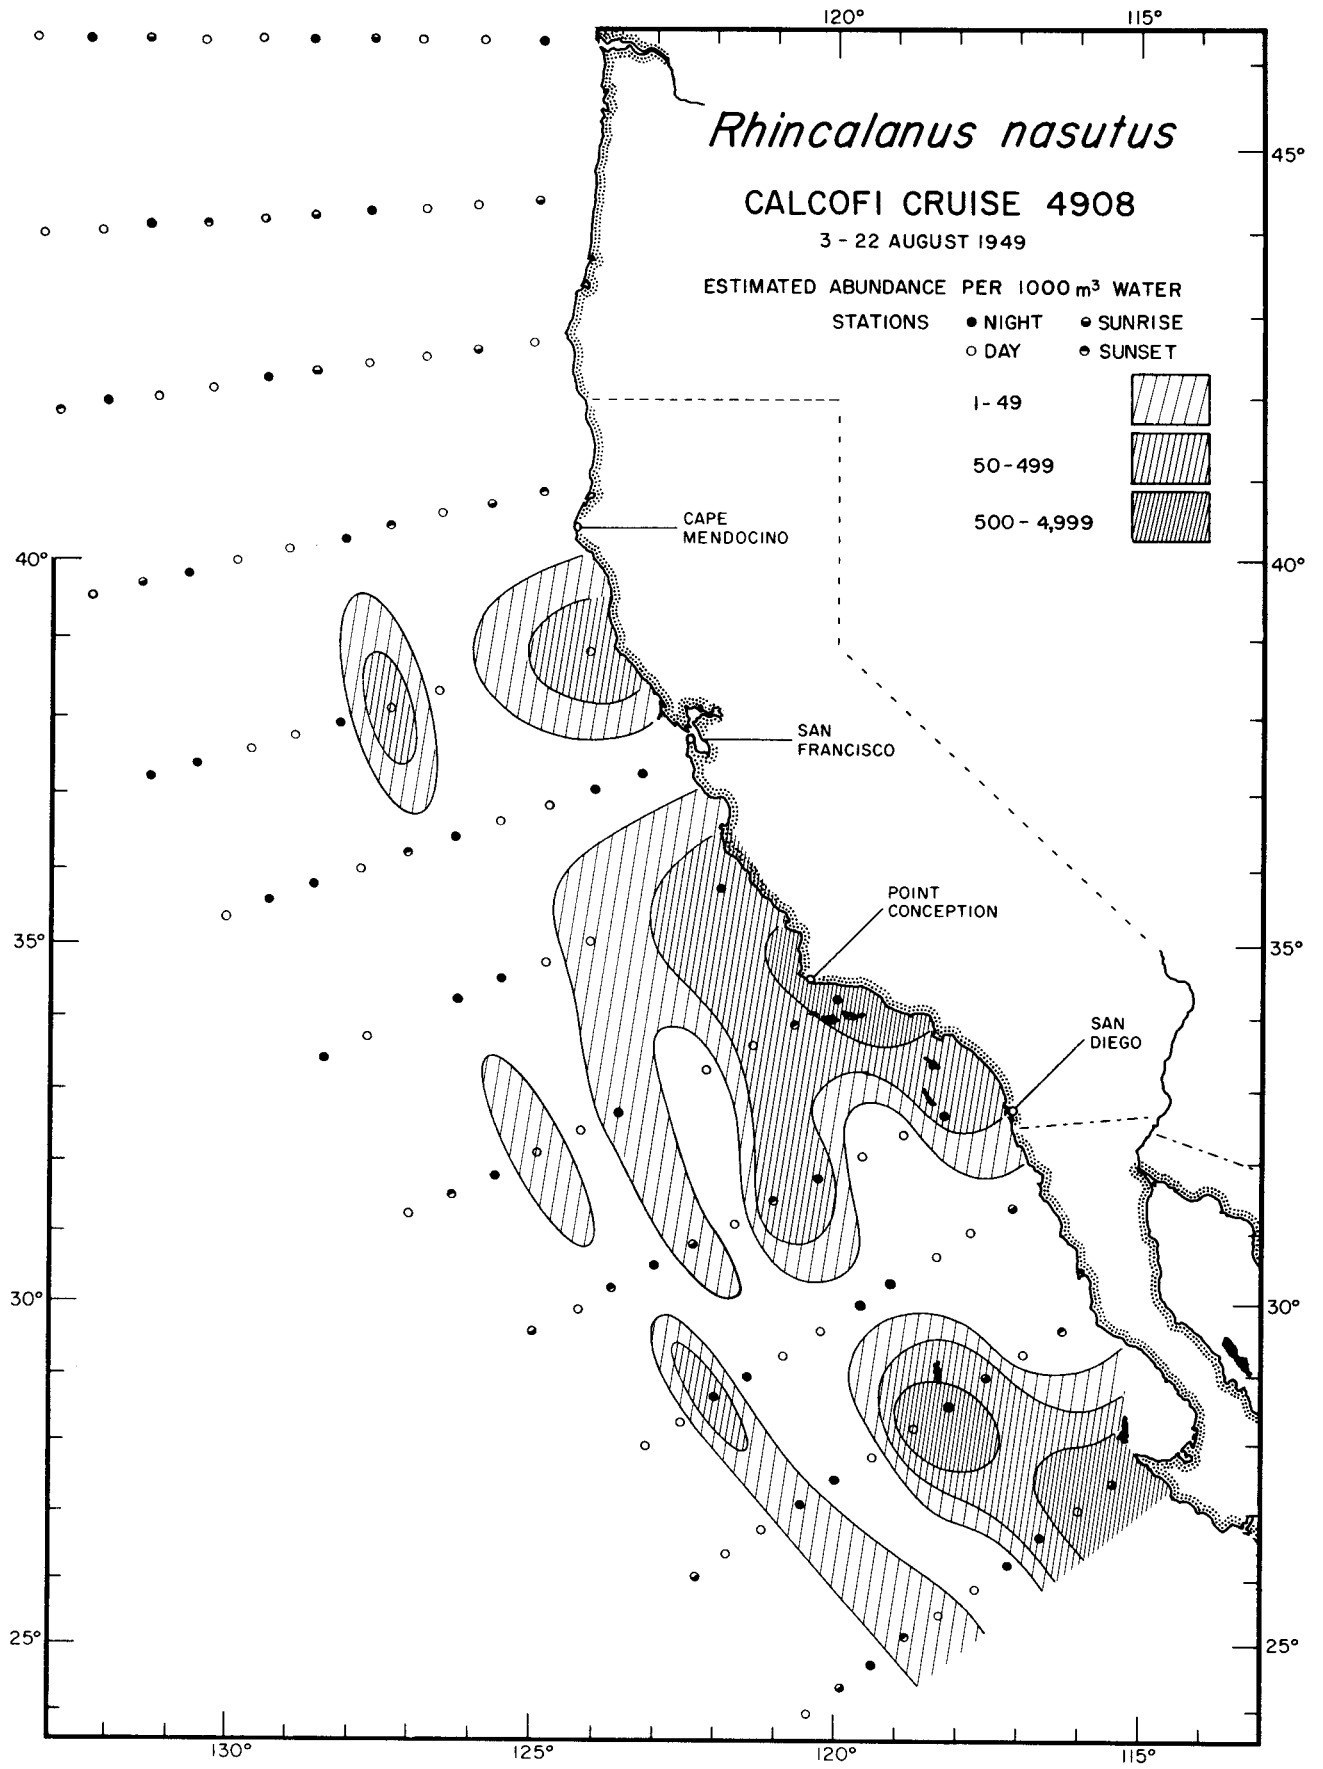 120° 115°
Rhincalanus nasutus
45°
CALCOFI CRUISE 4908
3 - 22 AUGUST 1949
ESTIMATED ABUNDANCE PER 1000 m³ WATER
STATIONS ● NIGHT ◒ SUNRISE
○ DAY ◓ SUNSET
1-49
50-499
500-4,999
CAPE
MENDOCINO
40° 40°
SAN
FRANCISCO
POINT
CONCEPTION
35° 35°
SAN
DIEGO
30° 30°
25° 25°
130° 125° 120° 115°